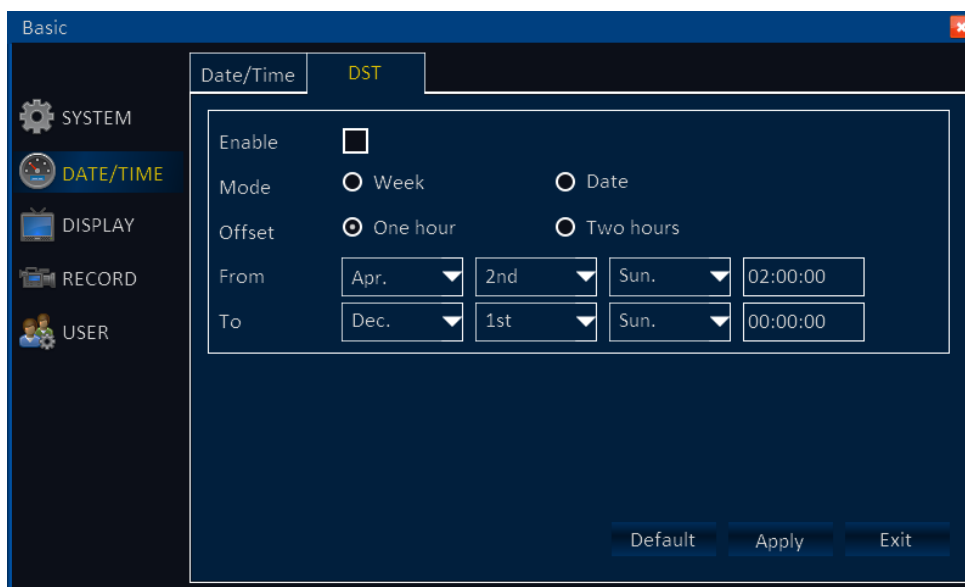 Basic
Date/Time DST
SYSTEM
DATE/TIME
DISPLAY
RECORD
USER
Enable
Mode Week Date
Offset One hour Two hours
From Apr. 2nd Sun. 02:00:00
To Dec. 1st Sun. 00:00:00
Default Apply Exit